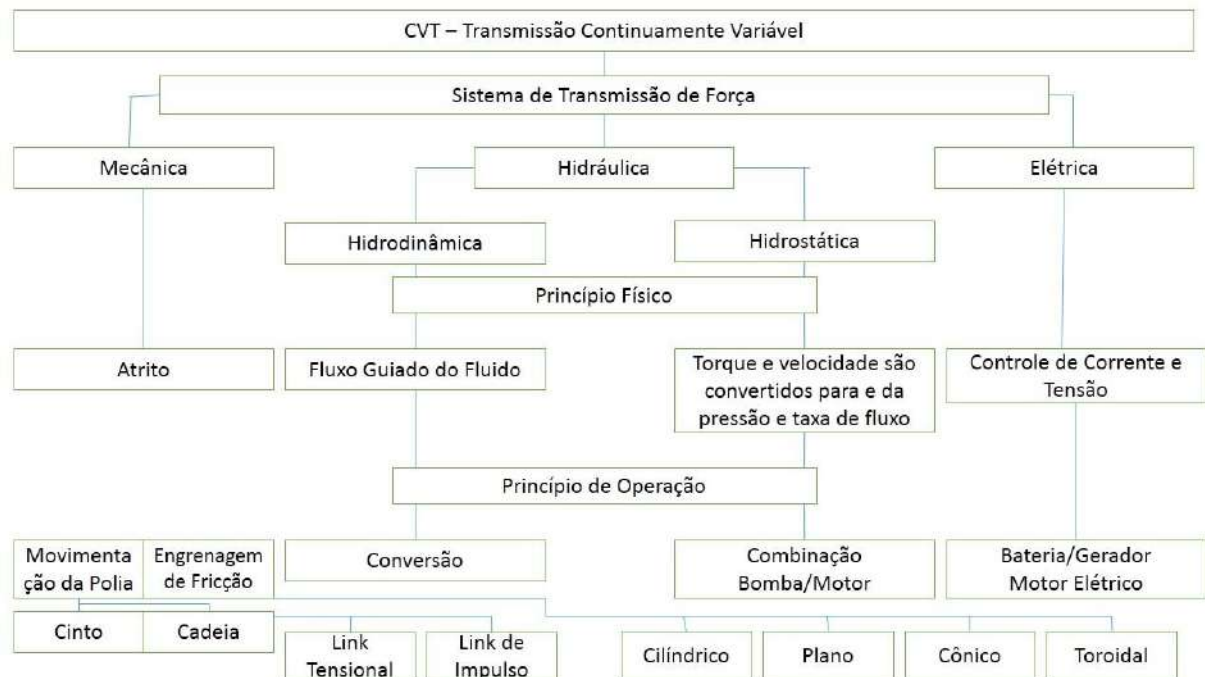 CVT – Transmissão Continuamente Variável
Sistema de Transmissão de Força
Mecânica
Hidráulica
Elétrica
Hidrodinâmica
Hidrostática
Princípio Físico
Atrito
Fluxo Guiado do Fluido
Torque e velocidade são
convertidos para e da
pressão e taxa de fluxo
Controle de Corrente e
Tensão
Princípio de Operação
Movimenta
ção da Polia
Engrenagem
de Fricção
Conversão
Combinação
Bomba/Motor
Bateria/Gerador
Motor Elétrico
Cinto
Cadeia
Link
Tensional
Link de
Impulso
Cilíndrico
Plano
Cônico
Toroidal